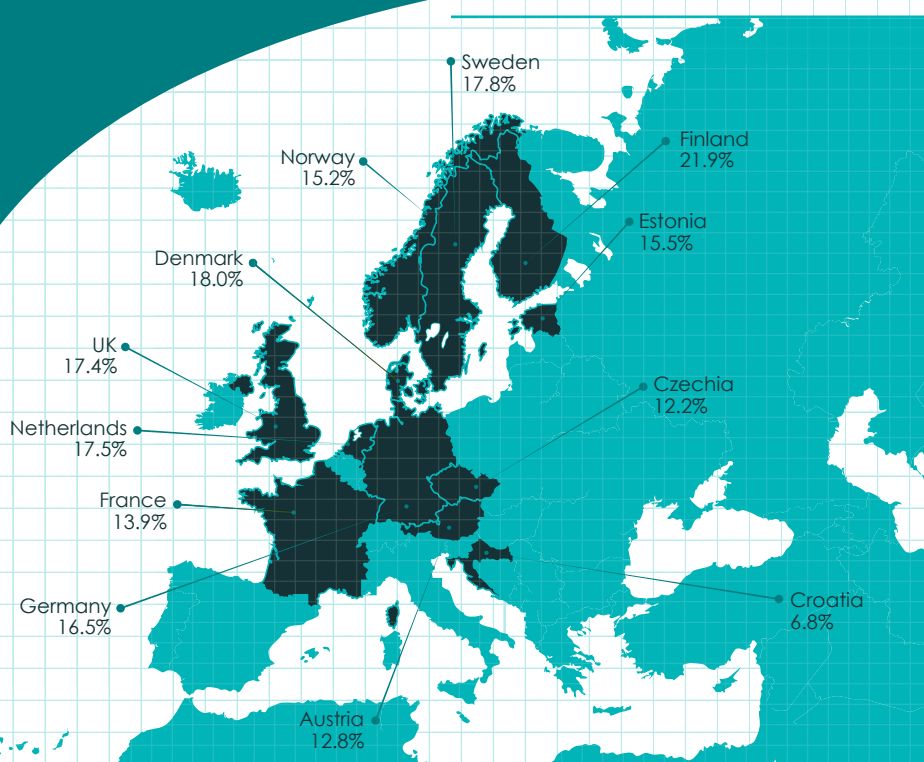 Sweden
17.8%
Finland
21.9%
Norway
15.2%
Estonia
15.5%
Denmark
18.0%
UK
17.4%
Czechia
12.2%
Netherlands
17.5%
France
13.9%
Germany
16.5%
Croatia
6.8%
Austria
12.8%